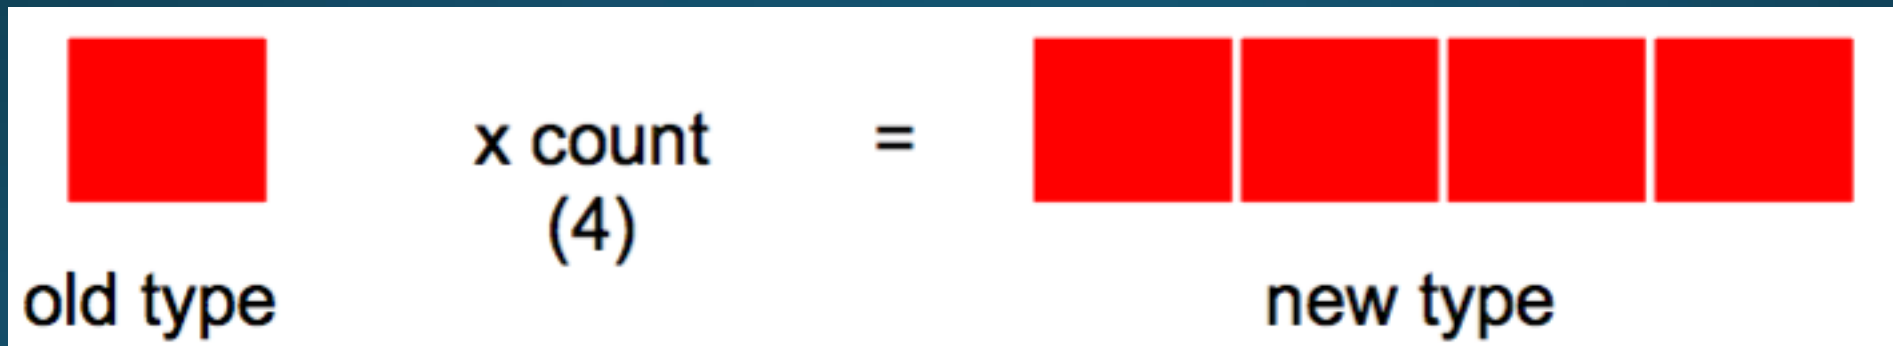 x count
=
(4)
old type
new type